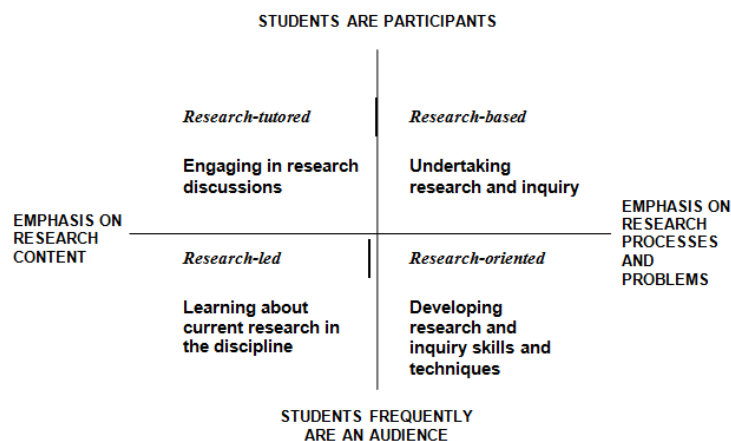 STUDENTS ARE PARTICIPANTS
Research-tutored
Research-based
Engaging in research
discussions
Undertaking
research and inquiry
EMPHASIS ON
RESEARCH
CONTENT
EMPHASIS ON
RESEARCH
PROCESSES
AND
PROBLEMS
Research-led
Research-oriented
Learning about
current research in
the discipline
Developing
research and
inquiry skills and
techniques
STUDENTS FREQUENTLY
ARE AN AUDIENCE